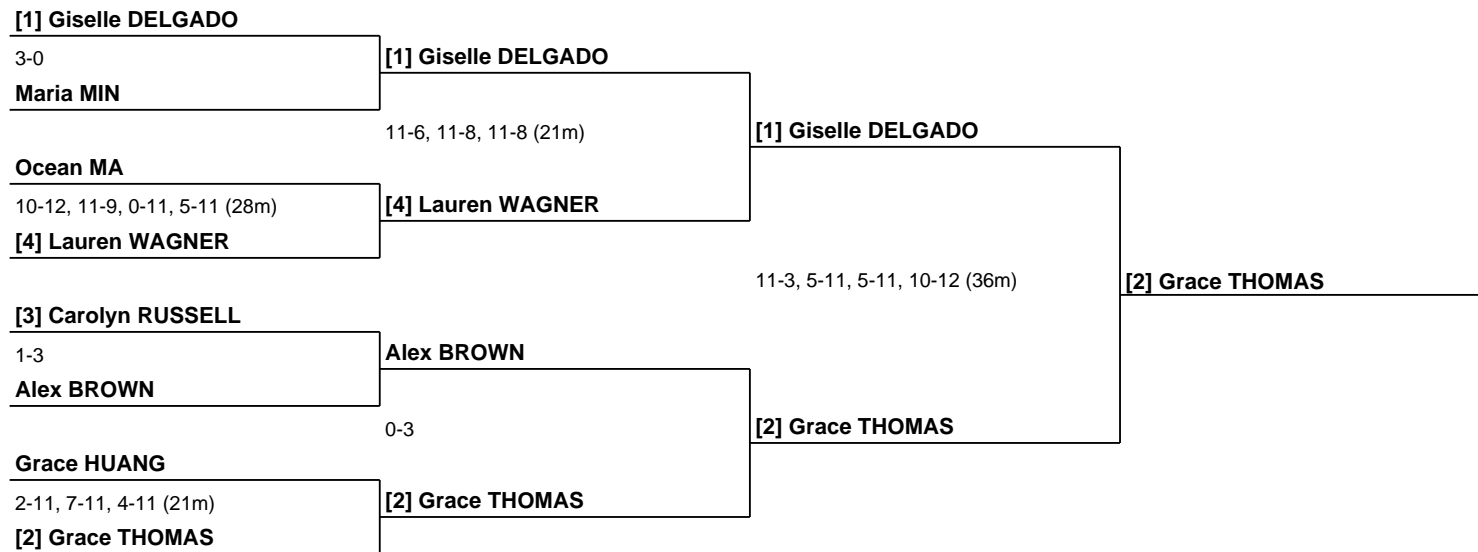 [1] Giselle DELGADO
3-0
[1] Giselle DELGADO
Maria MIN
11-6, 11-8, 11-8 (21m)
[1] Giselle DELGADO
Ocean MA
10-12, 11-9, 0-11, 5-11 (28m)
[4] Lauren WAGNER
[4] Lauren WAGNER
11-3, 5-11, 5-11, 10-12 (36m)
[2] Grace THOMAS
[3] Carolyn RUSSELL
1-3
Alex BROWN
Alex BROWN
0-3
[2] Grace THOMAS
Grace HUANG
2-11, 7-11, 4-11 (21m)
[2] Grace THOMAS
[2] Grace THOMAS